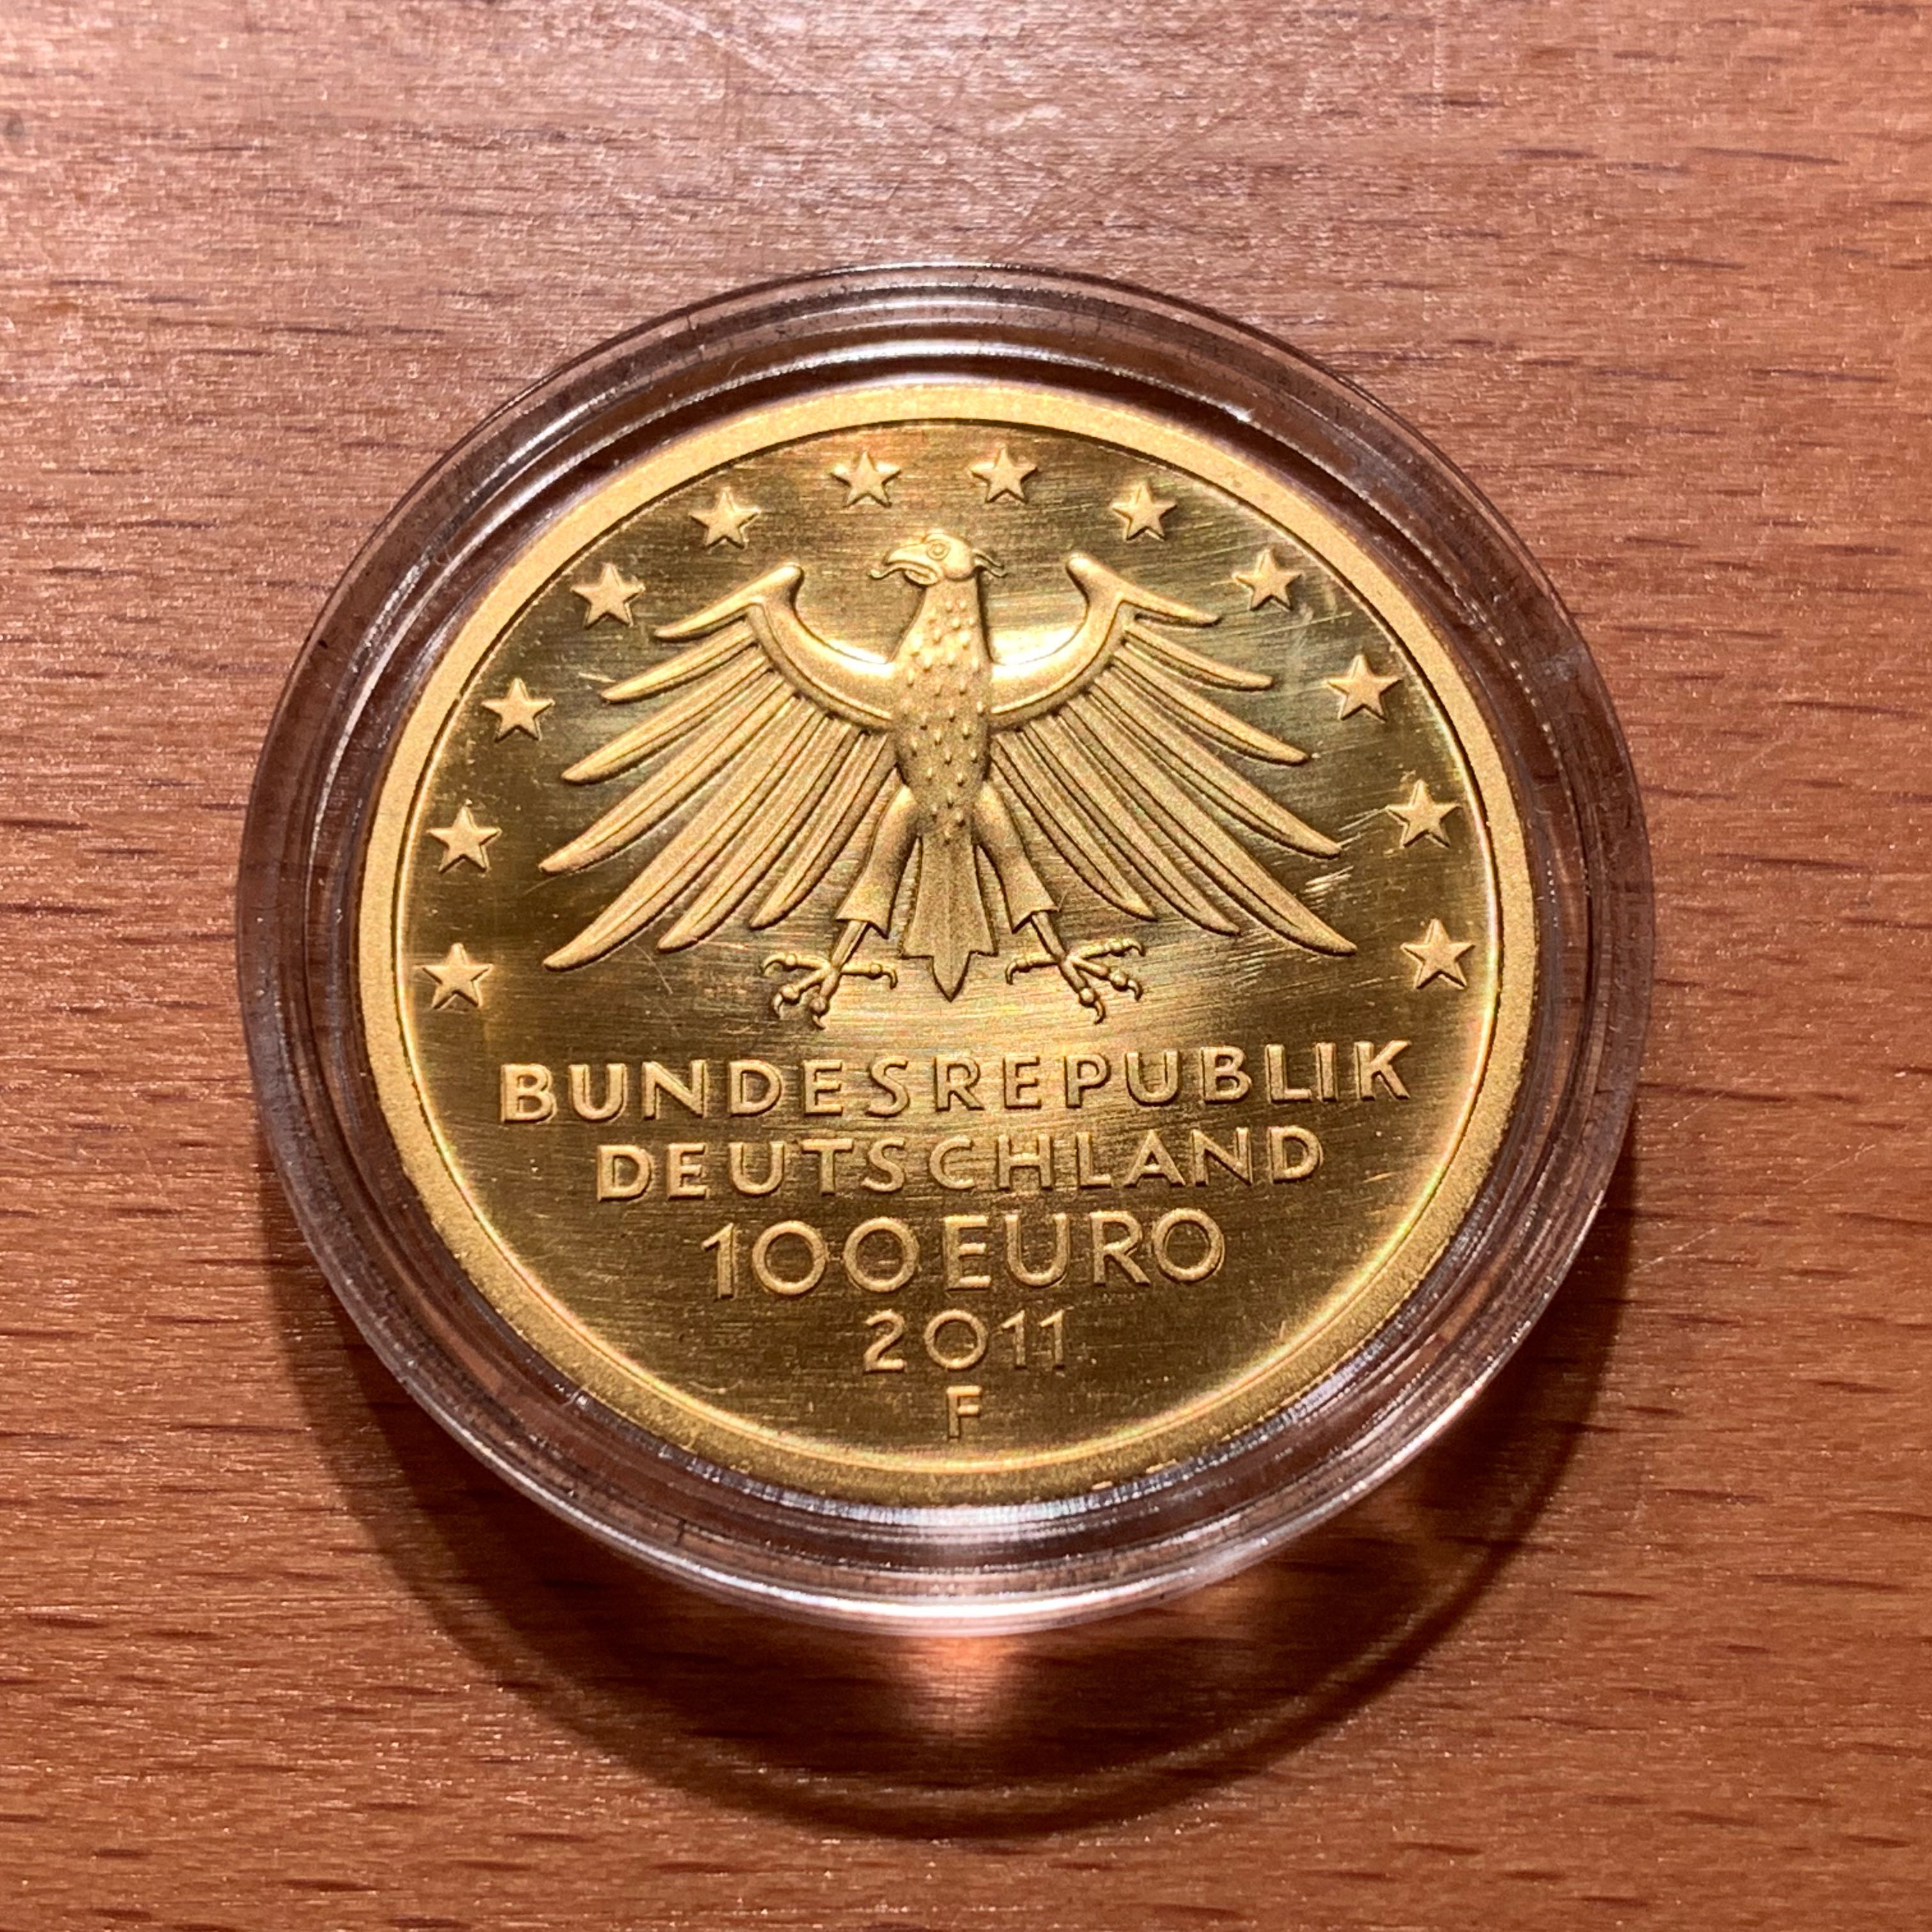 BUNDESREPUBLIK
DEUTSCHLAND
100 EURO
2011
F